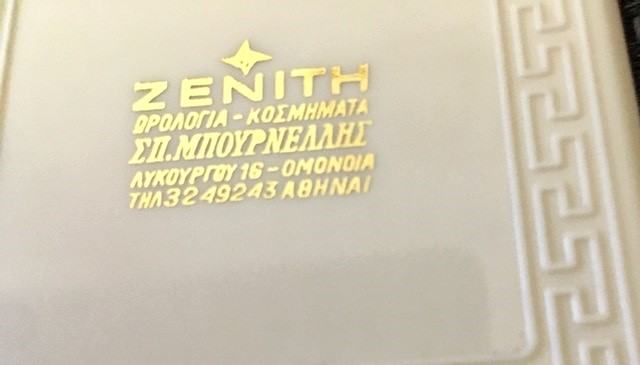 ZENITH
ΩΡΟΛΟΓΙΑ - ΚΟΣΜΗΜΑΤΑ
ΣΠ. ΜΠΟΥΡΝΕΛΛΗΣ
ΛΥΚΟΥΡΓΟΥ 16 - ΟΜΟΝΟΙΑ
ΤΗΛ 3249243 ΑΘΗΝΑΙ